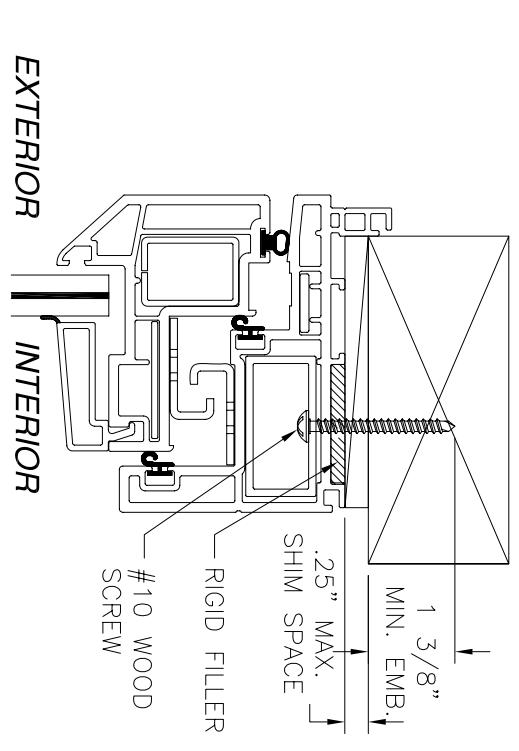 EXTERIOR
INTERIOR
1 3/8"
MIN. EMB.
.25" MAX.
SHIM SPACE
RIGID FILLER
#10 WOOD
SCREW